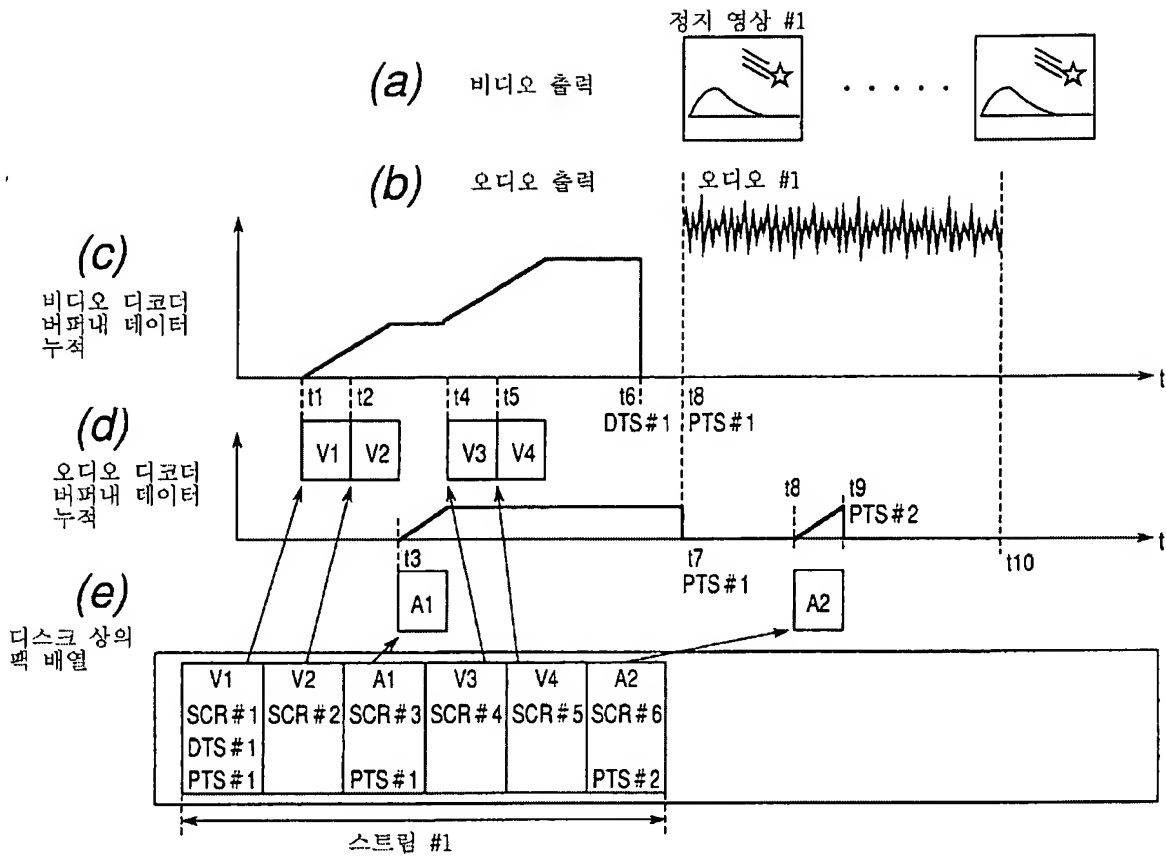 정지 영상 #1
(a) 비디오 출력
(b) 오디오 출력
오디오 #1
(c)
비디오 디코더
버퍼내 데이터
누적
t
t1 t2 t4 t5 t6 t8
DTS#1 PTS#1
(d)
오디오 디코더
버퍼내 데이터
누적
V1 V2 V3 V4
t8 t9
PTS#2
t
t3 t7 t10
PTS#1
(e)
디스크 상의
팩 배열
A1 A2
V1 V2 A1 V3 V4 A2
SCR#1 SCR#2 SCR#3 SCR#4 SCR#5 SCR#6
DTS#1
PTS#1 PTS#1 PTS#2
스트림 #1